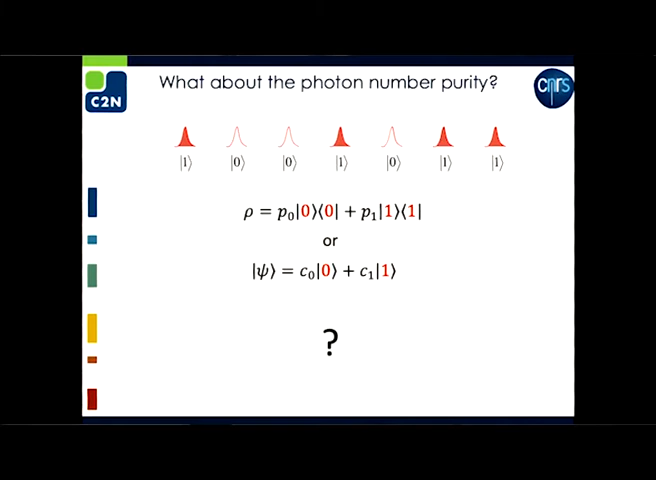 What about the photon number purity?
C2N
cnrs
|1⟩ |0⟩ |0⟩ |1⟩ |0⟩ |1⟩ |1⟩
ρ = p₀|0⟩⟨0| + p₁|1⟩⟨1|
or
|ψ⟩ = c₀|0⟩ + c₁|1⟩
?